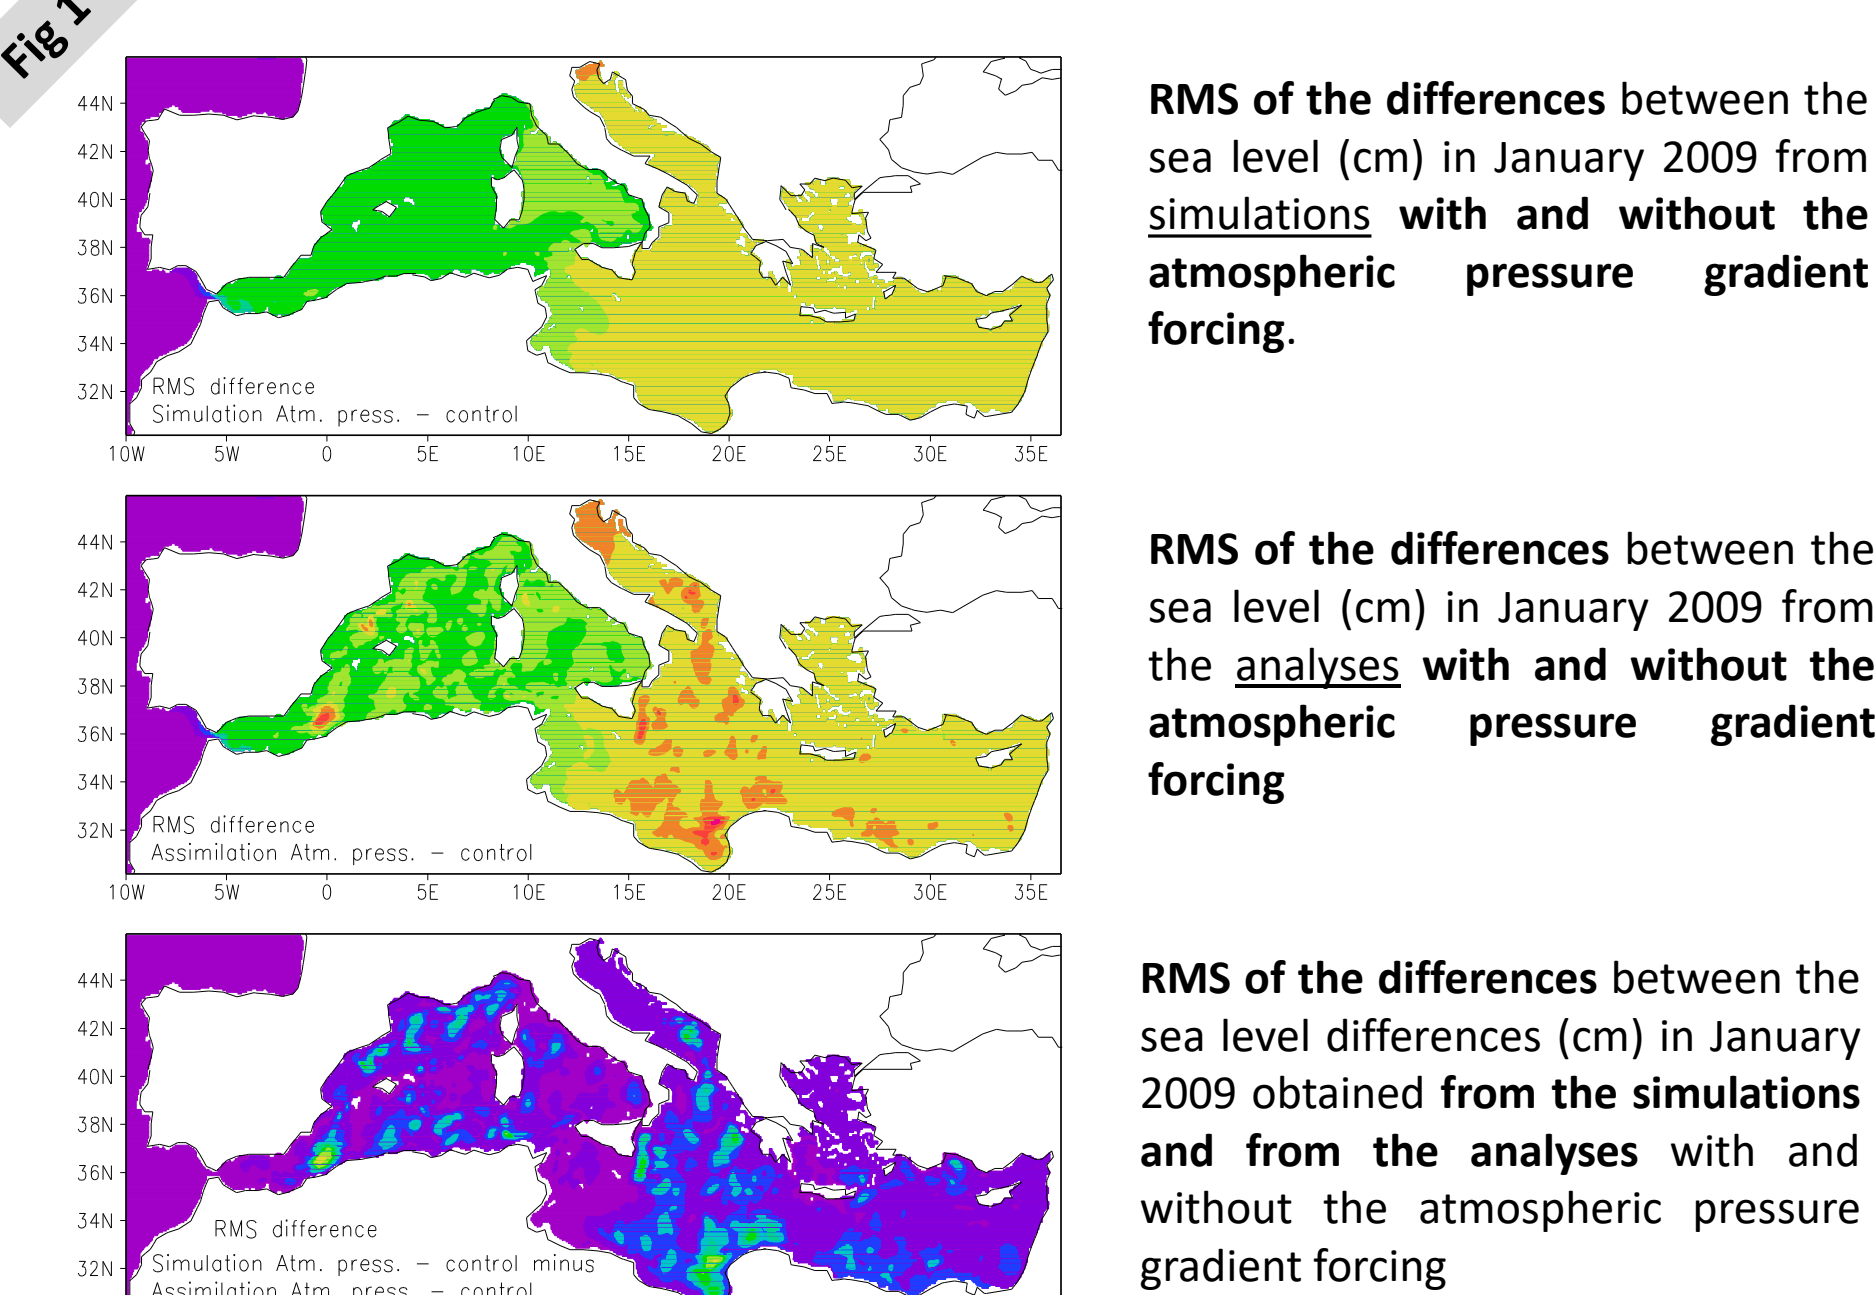 Fig 1
44N
42N
40N
38N
36N
34N
32N
RMS difference
Simulation Atm. press. – control
10W 5W 0 5E 10E 15E 20E 25E 30E 35E
RMS of the differences between the
sea level (cm) in January 2009 from
simulations with and without the
atmospheric pressure gradient
forcing.
44N
42N
40N
38N
36N
34N
32N
RMS difference
Assimilation Atm. press. – control
10W 5W 0 5E 10E 15E 20E 25E 30E 35E
RMS of the differences between the
sea level (cm) in January 2009 from
the analyses with and without the
atmospheric pressure gradient
forcing
44N
42N
40N
38N
36N
34N
32N
RMS difference
Simulation Atm. press. – control minus
Assimilation Atm. press. – control
RMS of the differences between the
sea level differences (cm) in January
2009 obtained from the simulations
and from the analyses with and
without the atmospheric pressure
gradient forcing